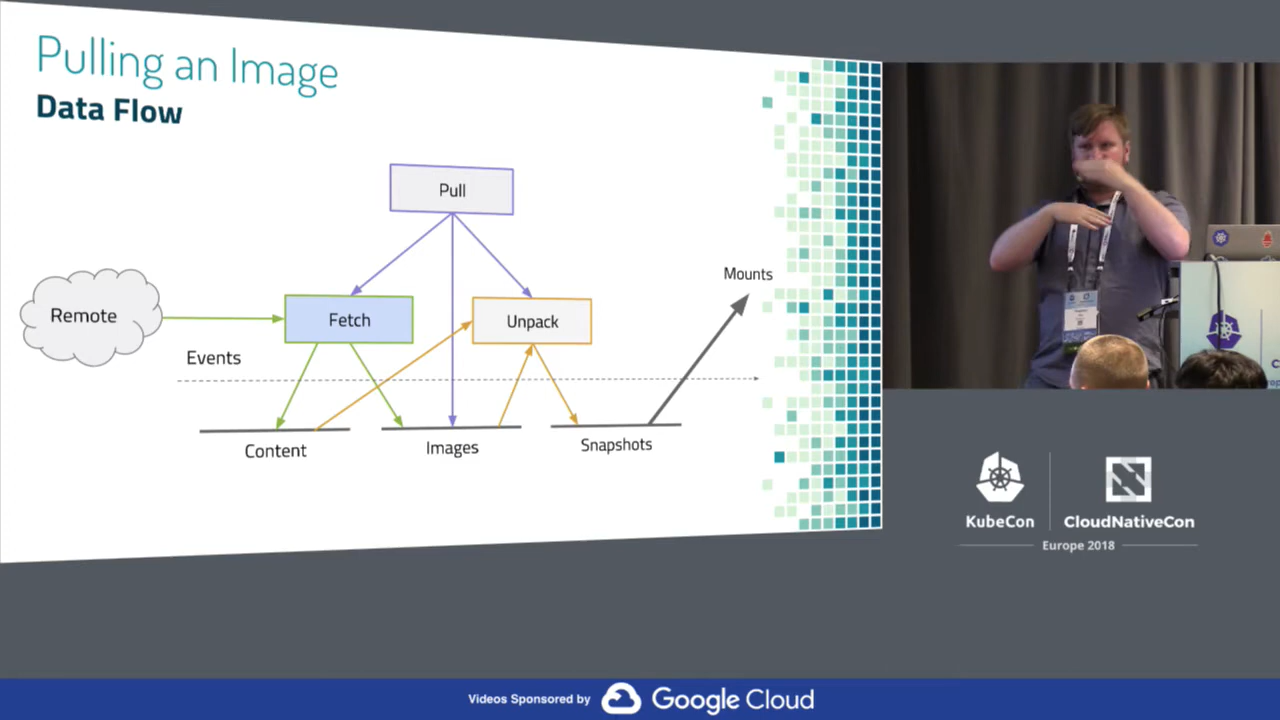 Pulling an Image
Data Flow
Pull
Mounts
Remote
Fetch
Unpack
Events
Content
Images
Snapshots
KubeCon
CloudNativeCon
Europe 2018
Videos Sponsored by Google Cloud